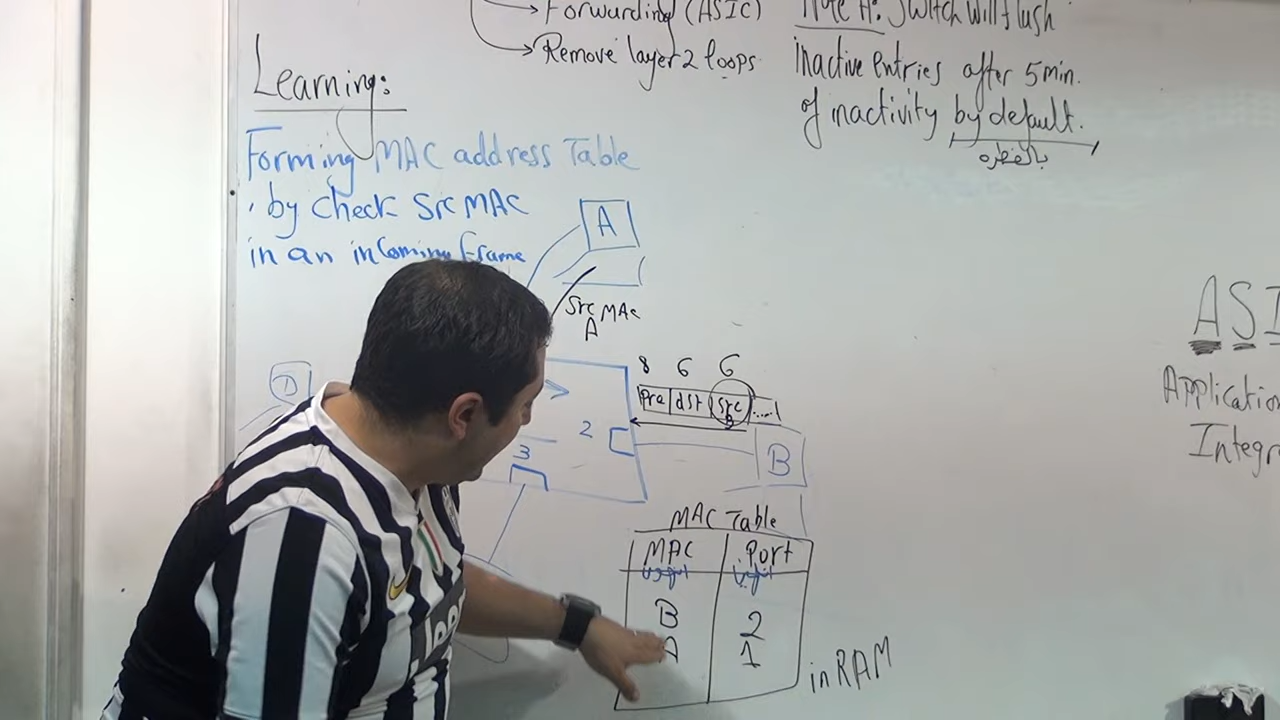 Forwarding (ASIC)
Remove layer 2 loops
Note A: Switch will flush
inactive entries after 5 min.
of inactivity by default.
بالفطره
Learning:
Forming MAC address Table
. by check Src MAC
in an incoming frame
A
Src MAC
A
D
8 6 6
Pre dst Src ....
B
2
3
B
MAC Table
MAC Port
B 2
A 1
in RAM
ASI
Application
Integr